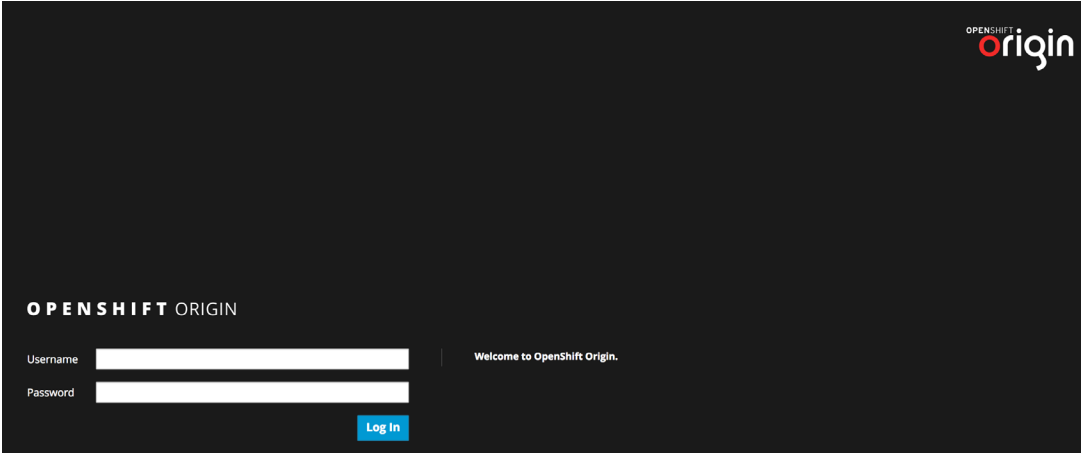 OPENSHIFT
origin
OPENSHIFT ORIGIN
Username
Welcome to OpenShift Origin.
Password
Log In